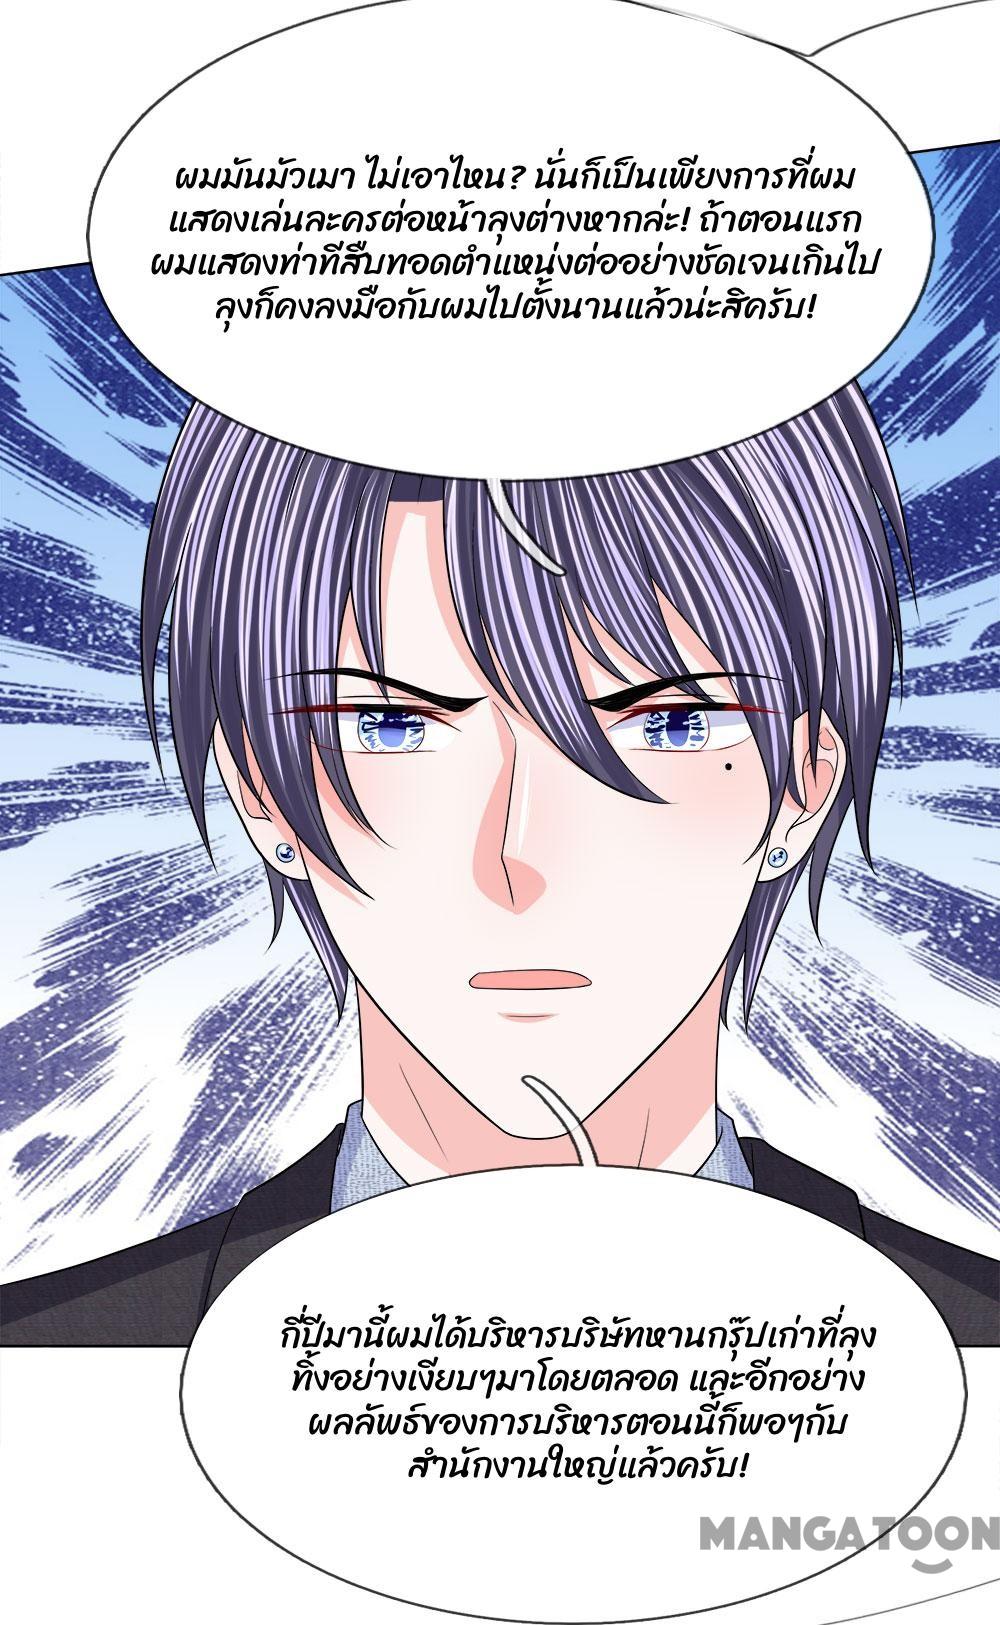 ผมมันมัวเมา ไม่เอาไหน? นั่นก็เป็นเพียงการที่ผม
แสดงเล่นละครต่อหน้าลุงต่างหากล่ะ! ถ้าตอนแรก
ผมแสดงท่าทีสืบทอดตำแหน่งต่ออย่างชัดเจนเกินไป
ลุงก็คงลงมือกับผมไปตั้งนานแล้วน่ะสิครับ!
กี่ปีมานี้ผมได้บริหารบริษัทหานกรุ๊ปเก่าที่ลุง
ทิ้งอย่างเงียบๆมาโดยตลอด และอีกอย่าง
ผลลัพธ์ของการบริหารตอนนี้ก็พอๆกับ
สำนักงานใหญ่แล้วครับ!
MANGATOON